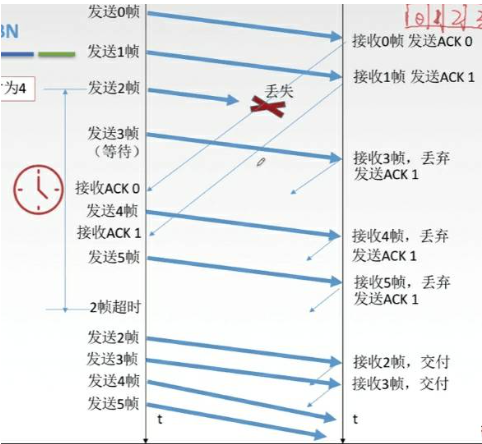 BN
为4
0 1 2
发送0帧
发送1帧
发送2帧
发送3帧
（等待）
接收ACK 0
发送4帧
接收ACK 1
发送5帧
2帧超时
发送2帧
发送3帧
发送4帧
发送5帧
丢失
接收0帧 发送ACK 0
接收1帧 发送ACK 1
接收3帧，丢弃
发送ACK 1
接收4帧，丢弃
发送ACK 1
接收5帧，丢弃
发送ACK 1
接收2帧，交付
接收3帧，交付
t
t